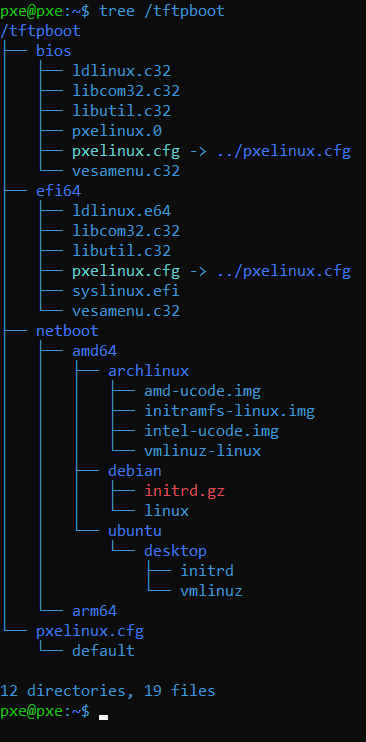 pxe@pxe:~$ tree /tftpboot
/tftpboot
├── bios
│   ├── ldlinux.c32
│   ├── libcom32.c32
│   ├── libutil.c32
│   ├── pxelinux.0
│   ├── pxelinux.cfg -> ../pxelinux.cfg
│   └── vesamenu.c32
├── efi64
│   ├── ldlinux.e64
│   ├── libcom32.c32
│   ├── libutil.c32
│   ├── pxelinux.cfg -> ../pxelinux.cfg
│   ├── syslinux.efi
│   └── vesamenu.c32
├── netboot
│   ├── amd64
│   │   ├── archlinux
│   │   │   ├── amd-ucode.img
│   │   │   ├── initramfs-linux.img
│   │   │   ├── intel-ucode.img
│   │   │   └── vmlinuz-linux
│   │   ├── debian
│   │   │   ├── initrd.gz
│   │   │   └── linux
│   │   └── ubuntu
│   │       └── desktop
│   │           ├── initrd
│   │           └── vmlinuz
│   └── arm64
└── pxelinux.cfg
    └── default

12 directories, 19 files
pxe@pxe:~$